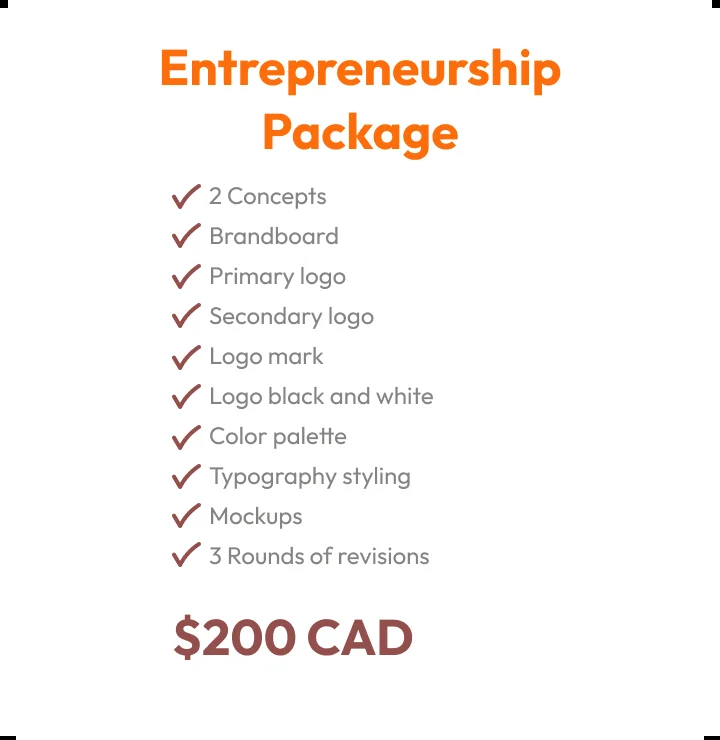 Entrepreneurship
Package
2 Concepts
Brandboard
Primary logo
Secondary logo
Logo mark
Logo black and white
Color palette
Typography styling
Mockups
3 Rounds of revisions
$200 CAD